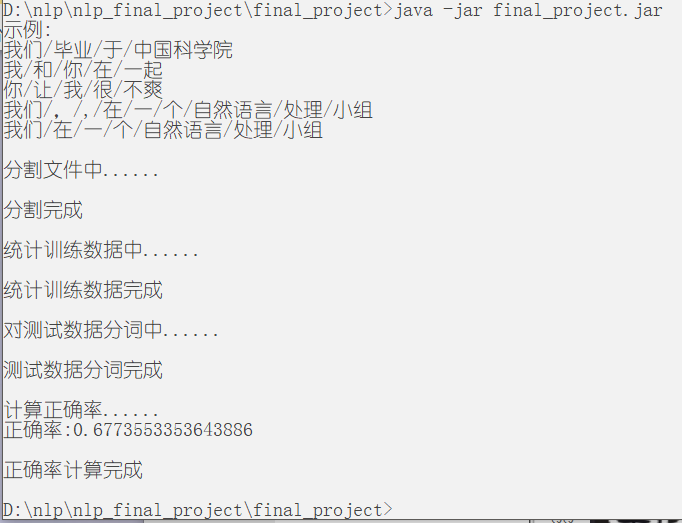 D:\nlp\nlp_final_project\final_project>java -jar final_project.jar
示例:
我们/毕业/于/中国科学院
我/和/你/在/一起
你/让/我/很/不爽
我们/，/,/在/一/个/自然语言/处理/小组
我们/在/一/个/自然语言/处理/小组
分割文件中......
分割完成
统计训练数据中......
统计训练数据完成
对测试数据分词中......
测试数据分词完成
计算正确率......
正确率:0.6773553353643886
正确率计算完成
D:\nlp\nlp_final_project\final_project>